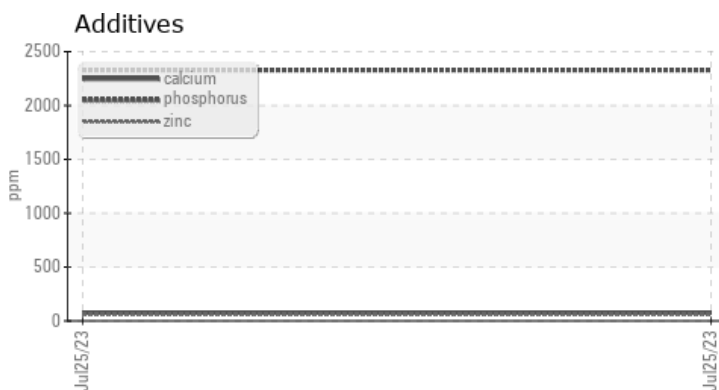 Additives
2500
2000
1500
1000
500
0
ppm
calcium
phosphorus
zinc
Jul25/23
Jul25/23